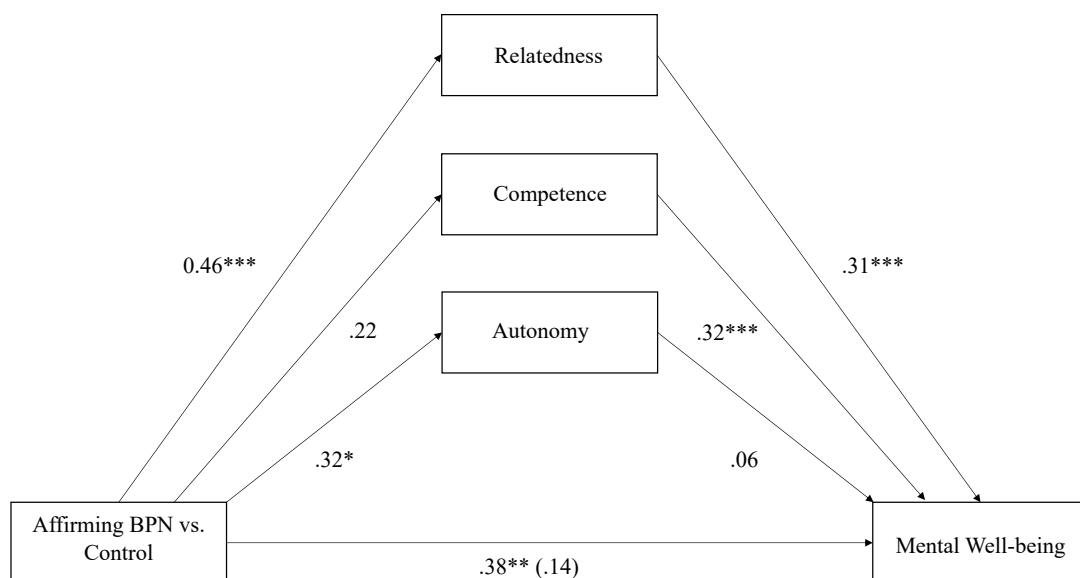 Relatedness
Competence
0.46***
.31***
.22
Autonomy
.32***
.32*
.06
Affirming BPN vs.
Control
Mental Well-being
.38** (.14)